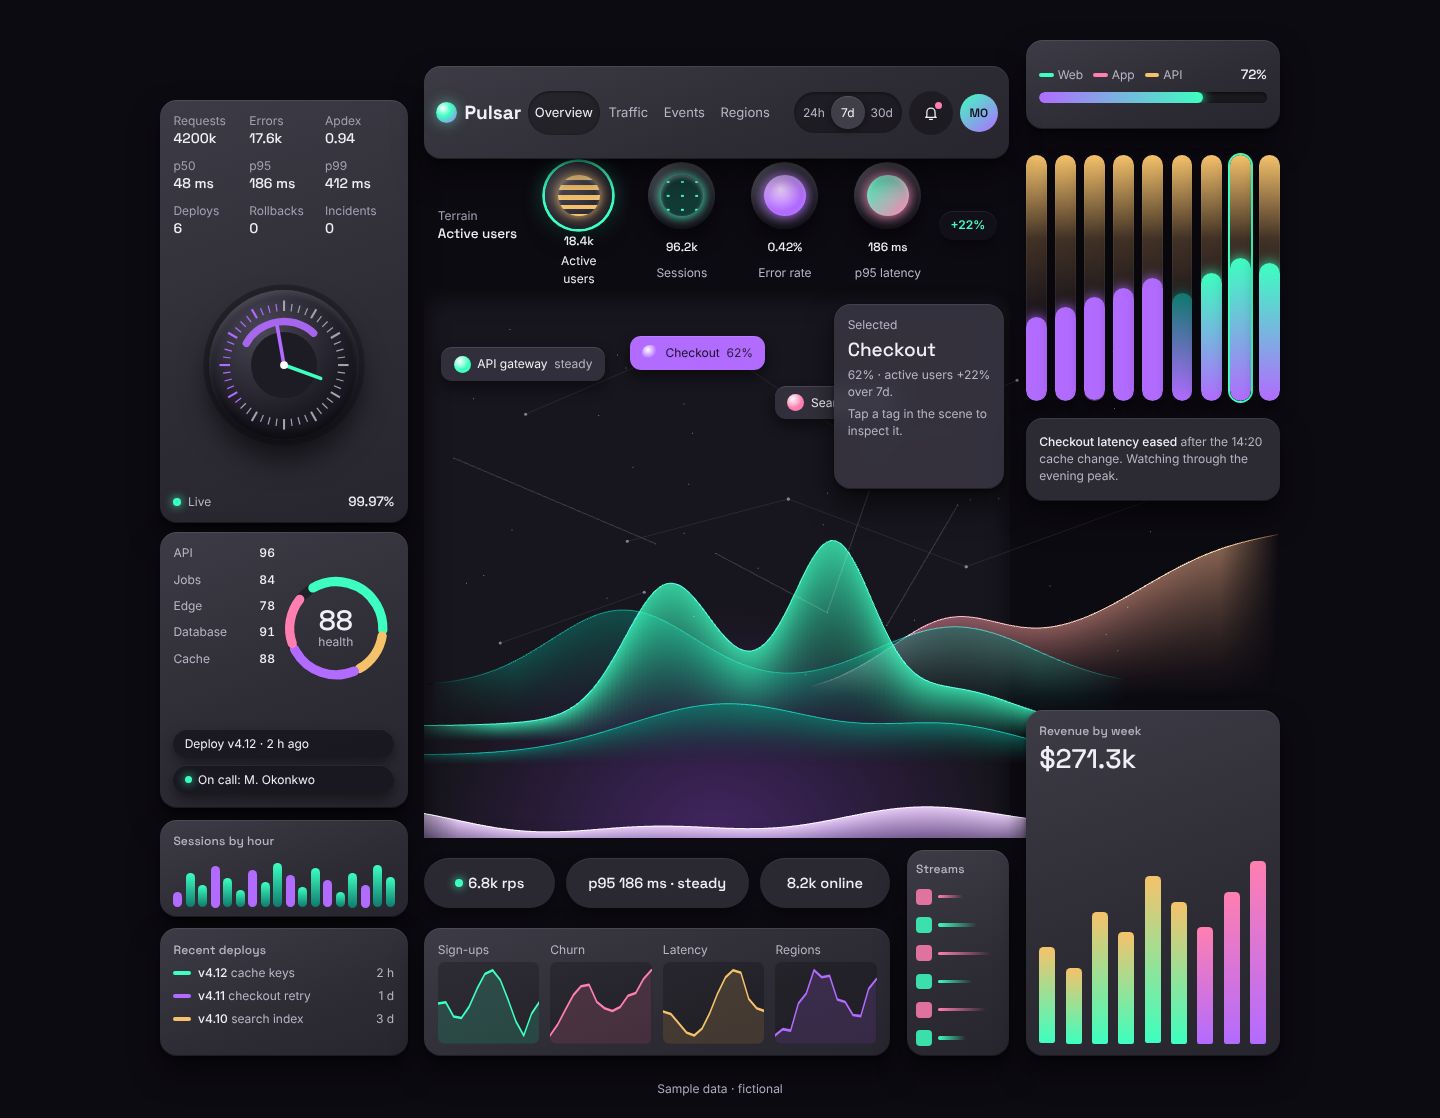 Requests Errors Apdex
4200k 17.6k 0.94
p50 p95 p99
48 ms 186 ms 412 ms
Deploys Rollbacks Incidents
6 0 0
Live 99.97%
API 96
Jobs 84
Edge 78
Database 91
Cache 88
88
health
Deploy v4.12 · 2 h ago
On call: M. Okonkwo
Sessions by hour
Recent deploys
v4.12 cache keys 2 h
v4.11 checkout retry 1 d
v4.10 search index 3 d
Pulsar Overview Traffic Events Regions 24h 7d 30d MO
Terrain
Active users
18.4k
Active
users
96.2k
Sessions
0.42%
Error rate
186 ms
p95 latency
+22%
API gateway steady
Checkout 62%
Selected
Checkout
62% · active users +22%
over 7d.
Tap a tag in the scene to
inspect it.
6.8k rps
p95 186 ms · steady
8.2k online
Sign-ups Churn Latency Regions
Streams
Web App API 72%
Checkout latency eased after the 14:20
cache change. Watching through the
evening peak.
Revenue by week
$271.3k
Sample data · fictional